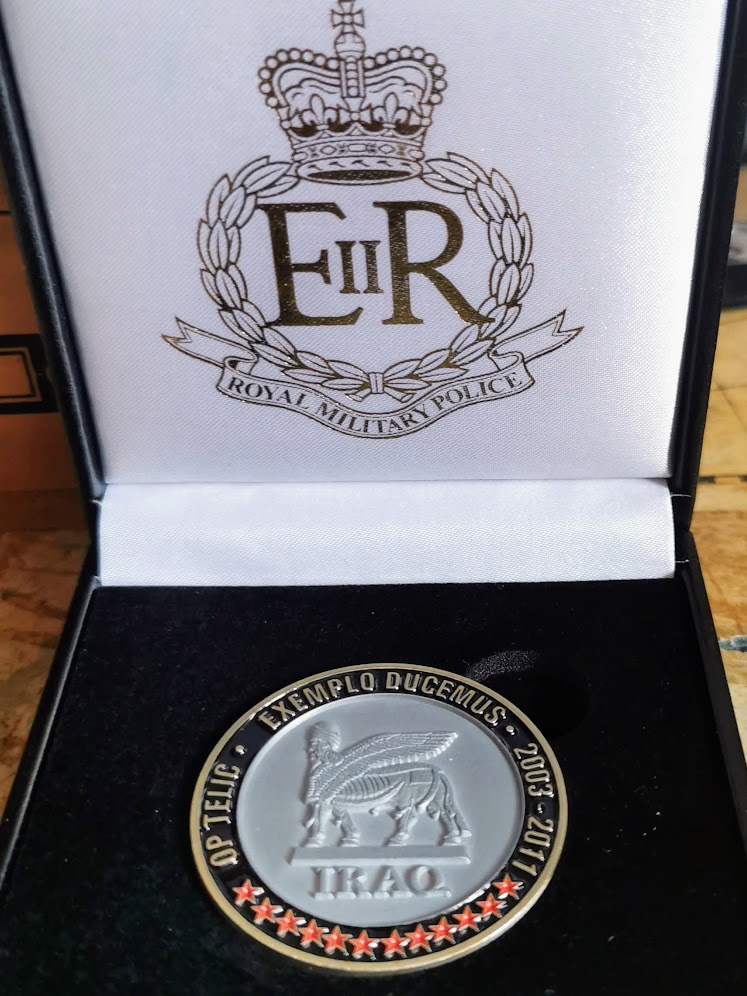 EIIR
ROYAL MILITARY POLICE
OP TELIC • EXEMPLO DUCEMUS • 2003 - 2011
IRAQ